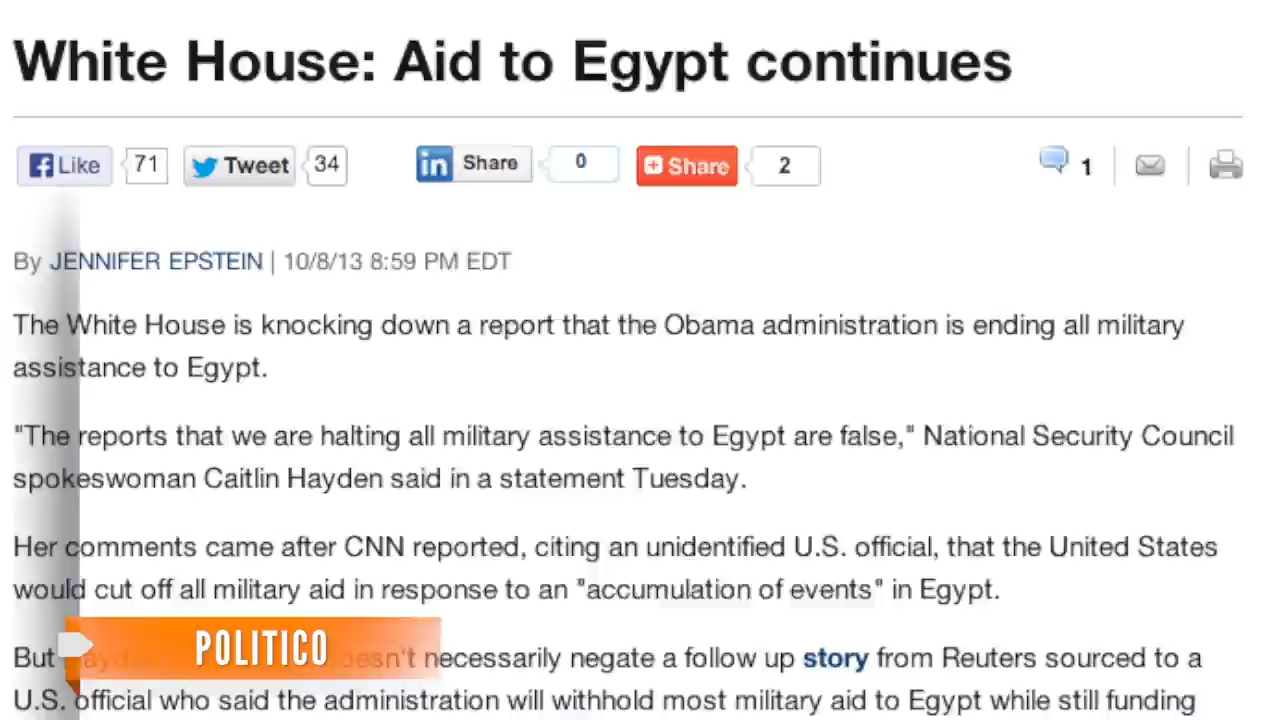 White House: Aid to Egypt continues
Like 71 Tweet 34 in Share 0 Share 2 1
By JENNIFER EPSTEIN | 10/8/13 8:59 PM EDT
The White House is knocking down a report that the Obama administration is ending all military
assistance to Egypt.
"The reports that we are halting all military assistance to Egypt are false," National Security Council
spokeswoman Caitlin Hayden said in a statement Tuesday.
Her comments came after CNN reported, citing an unidentified U.S. official, that the United States
would cut off all military aid in response to an "accumulation of events" in Egypt.
But doesn't necessarily negate a follow up story from Reuters sourced to a
POLITICO
U.S. official who said the administration will withhold most military aid to Egypt while still funding